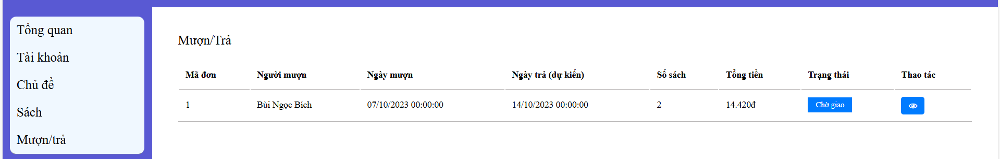 Tổng quan
Tài khoản
Chủ đề
Sách
Mượn/trả
Mượn/Trả
Mã đơn Người mượn Ngày mượn Ngày trả (dự kiến) Số sách Tổng tiền Trạng thái Thao tác
1 Bùi Ngọc Bích 07/10/2023 00:00:00 14/10/2023 00:00:00 2 14.420đ Chờ giao